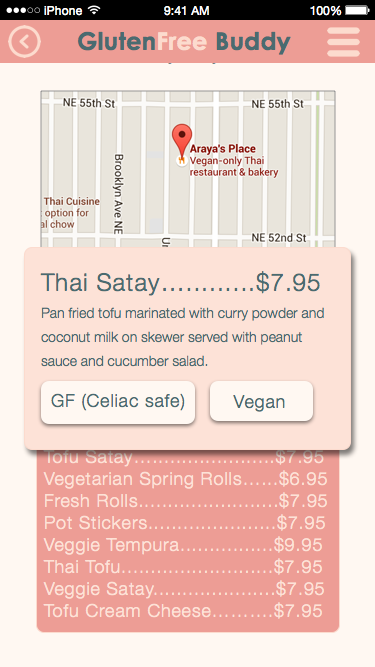 iPhone 9:41 AM 100%
GlutenFree Buddy
NE 55th St NE 55th St
Araya's Place
Vegan-only Thai
restaurant & bakery
Brooklyn Ave NE
Thai Cuisine
option for
al chow
NE 52nd St
Thai Satay............$7.95
Pan fried tofu marinated with curry powder and
coconut milk on skewer served with peanut
sauce and cucumber salad.
GF (Celiac safe) Vegan
Tofu Satay......................$7.95
Vegetarian Spring Rolls......$6.95
Fresh Rolls.....................$7.95
Pot Stickers...................$7.95
Veggie Tempura..............$9.95
Thai Tofu.......................$7.95
Veggie Satay..................$7.95
Tofu Cream Cheese.........$7.95